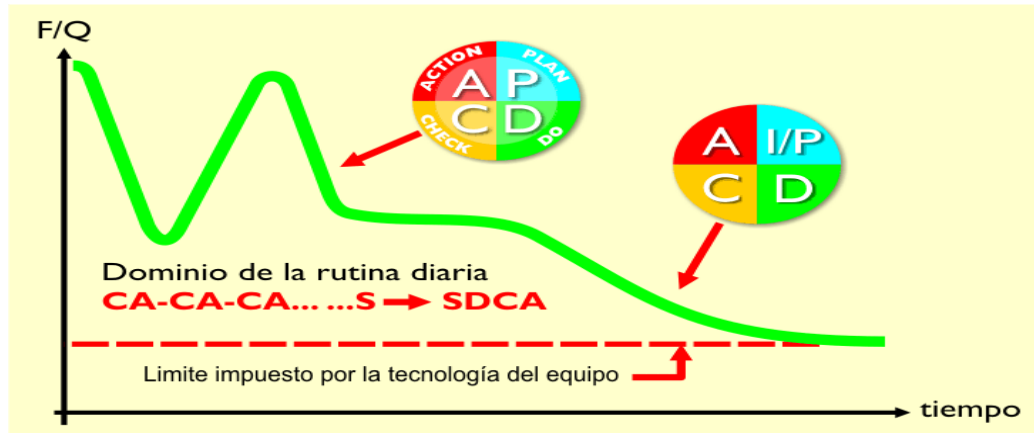 F/Q
ACTION PLAN
A P
C D
CHECK DO
A I/P
C D
Dominio de la rutina diaria
CA-CA-CA... ...S → SDCA
Limite impuesto por la tecnología del equipo
tiempo